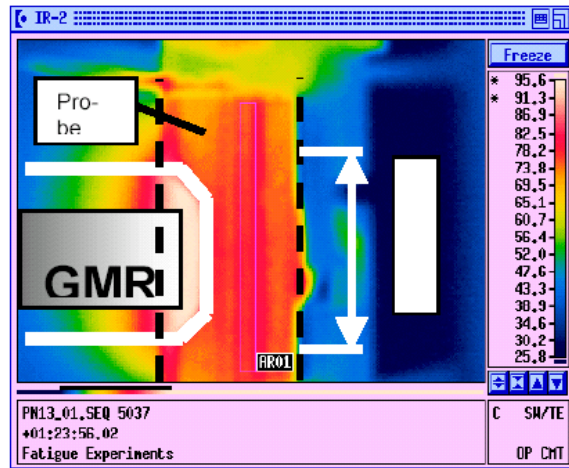 IR-2
Freeze
Pro-
be
GMR
AR01
* 95,6
* 91,3
86,9
82,5
78,2
73,8
69,5
65,1
60,7
56,4
52,0
47,6
43,3
38,9
34,6
30,2
25,8
PN13_01.SEQ 5037
+01:23:56.02
Fatigue Experiments
C SW/TE
OP CMT